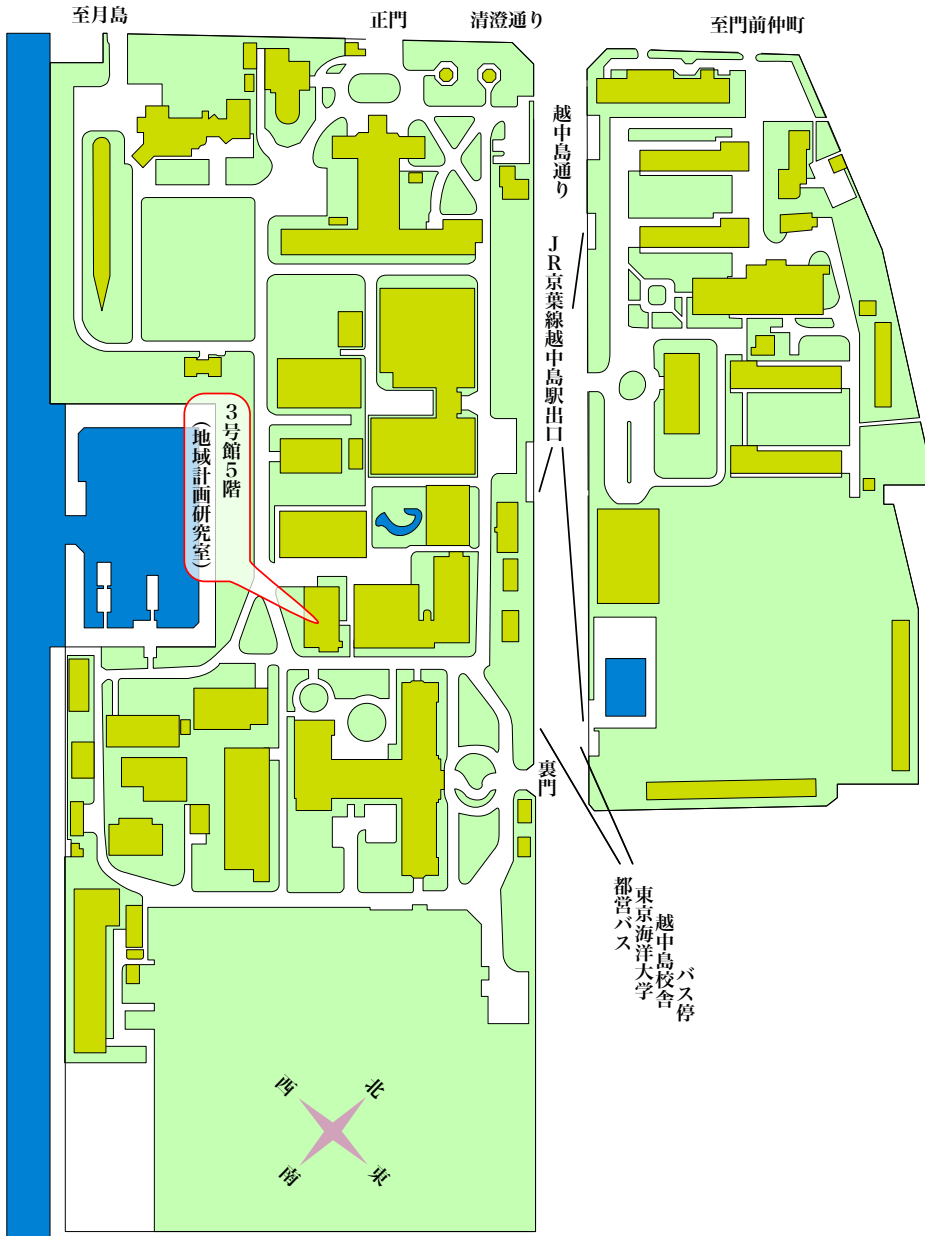 至月島
正門
清澄通り
至門前仲町
越中島通り
JR京葉線越中島駅出口
3号館5階
(地域計画研究室)
裏門
都営バス
東京海洋大学
越中島校舎
バス停
西
北
南
東